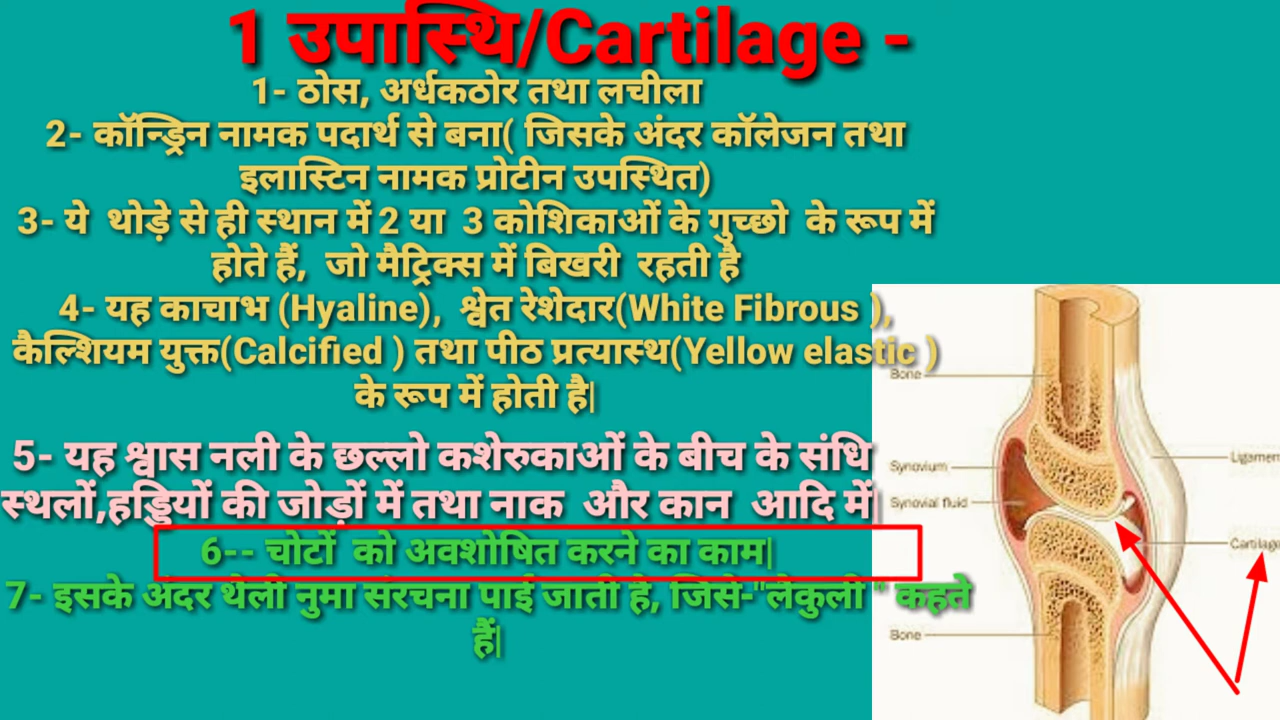 1 उपास्थि/Cartilage -
1- ठोस, अर्धकठोर तथा लचीला
2- कॉन्ड्रिन नामक पदार्थ से बना( जिसके अंदर कॉलेजन तथा
इलास्टिन नामक प्रोटीन उपस्थित)
3- ये थोड़े से ही स्थान में 2 या 3 कोशिकाओं के गुच्छो के रूप में
होते हैं, जो मैट्रिक्स में बिखरी रहती है
4- यह काचाभ (Hyaline), श्वेत रेशेदार(White Fibrous ),
कैल्शियम युक्त(Calcified ) तथा पीठ प्रत्यास्थ(Yellow elastic )
के रूप में होती है|
5- यह श्वास नली के छल्लो कशेरुकाओं के बीच के संधि
स्थलों,हड्डियों की जोड़ों में तथा नाक और कान आदि में|
6-- चोटों को अवशोषित करने का काम|
7- इसके अंदर थैली नुमा संरचना पाई जाती है, जिसे-"लेकुली " कहते
हैं|
Bone
Synovium
Synovial fluid
Bone
Ligamen
Cartilage